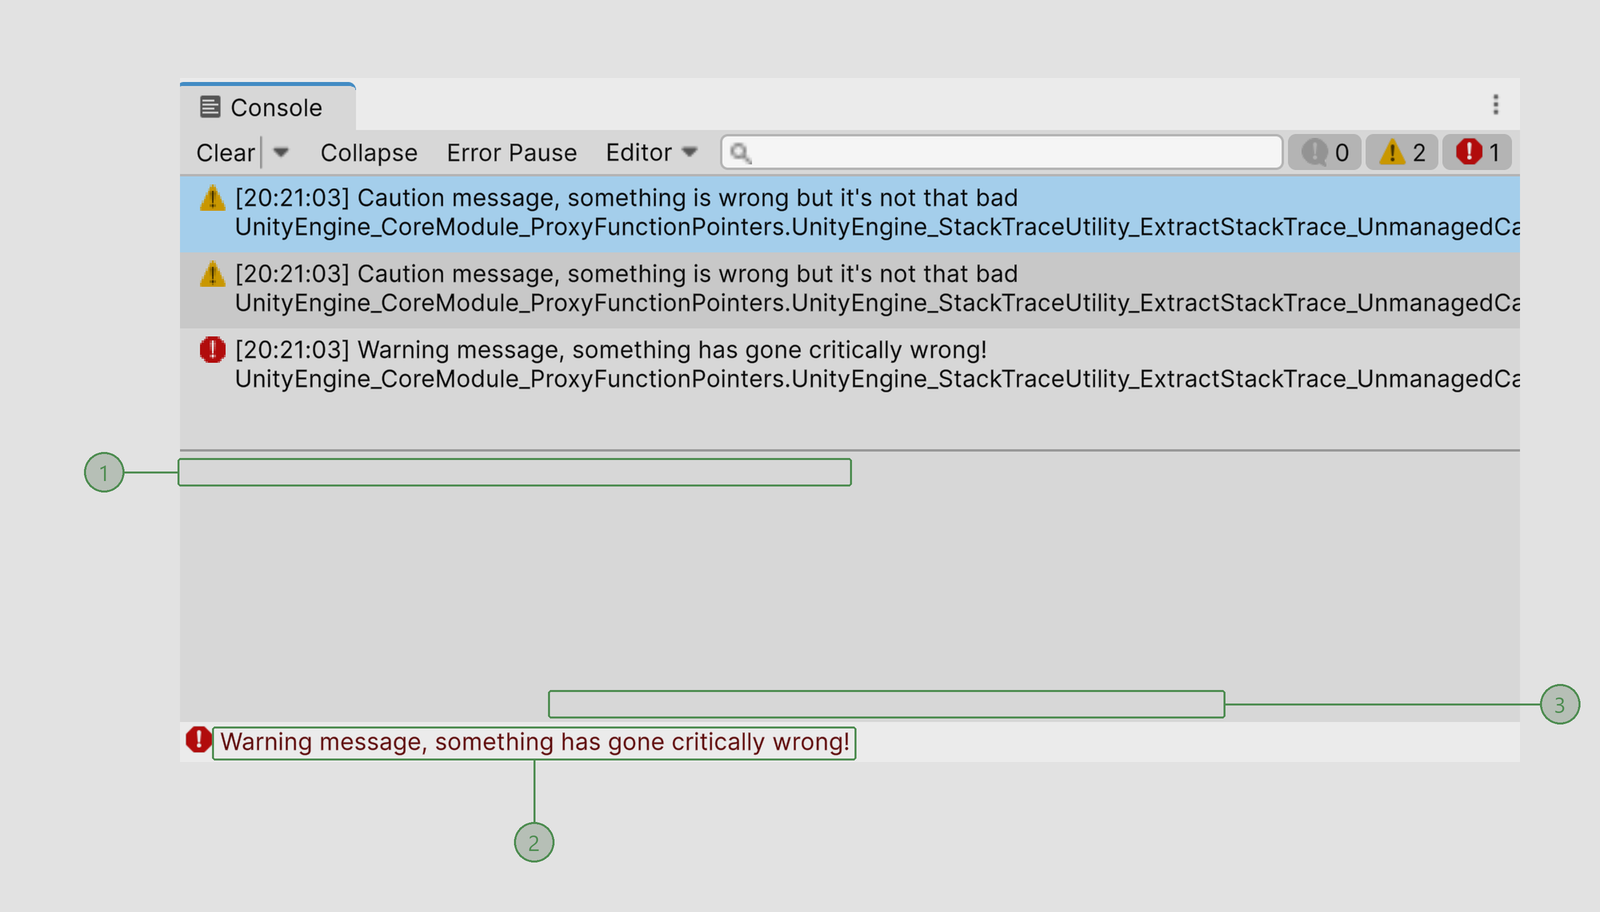 Console
Clear Collapse Error Pause Editor 0 2 1
[20:21:03] Caution message, something is wrong but it's not that bad
UnityEngine_CoreModule_ProxyFunctionPointers.UnityEngine_StackTraceUtility_ExtractStackTrace_UnmanagedCa
[20:21:03] Caution message, something is wrong but it's not that bad
UnityEngine_CoreModule_ProxyFunctionPointers.UnityEngine_StackTraceUtility_ExtractStackTrace_UnmanagedCa
[20:21:03] Warning message, something has gone critically wrong!
UnityEngine_CoreModule_ProxyFunctionPointers.UnityEngine_StackTraceUtility_ExtractStackTrace_UnmanagedCa
1
3
Warning message, something has gone critically wrong!
2